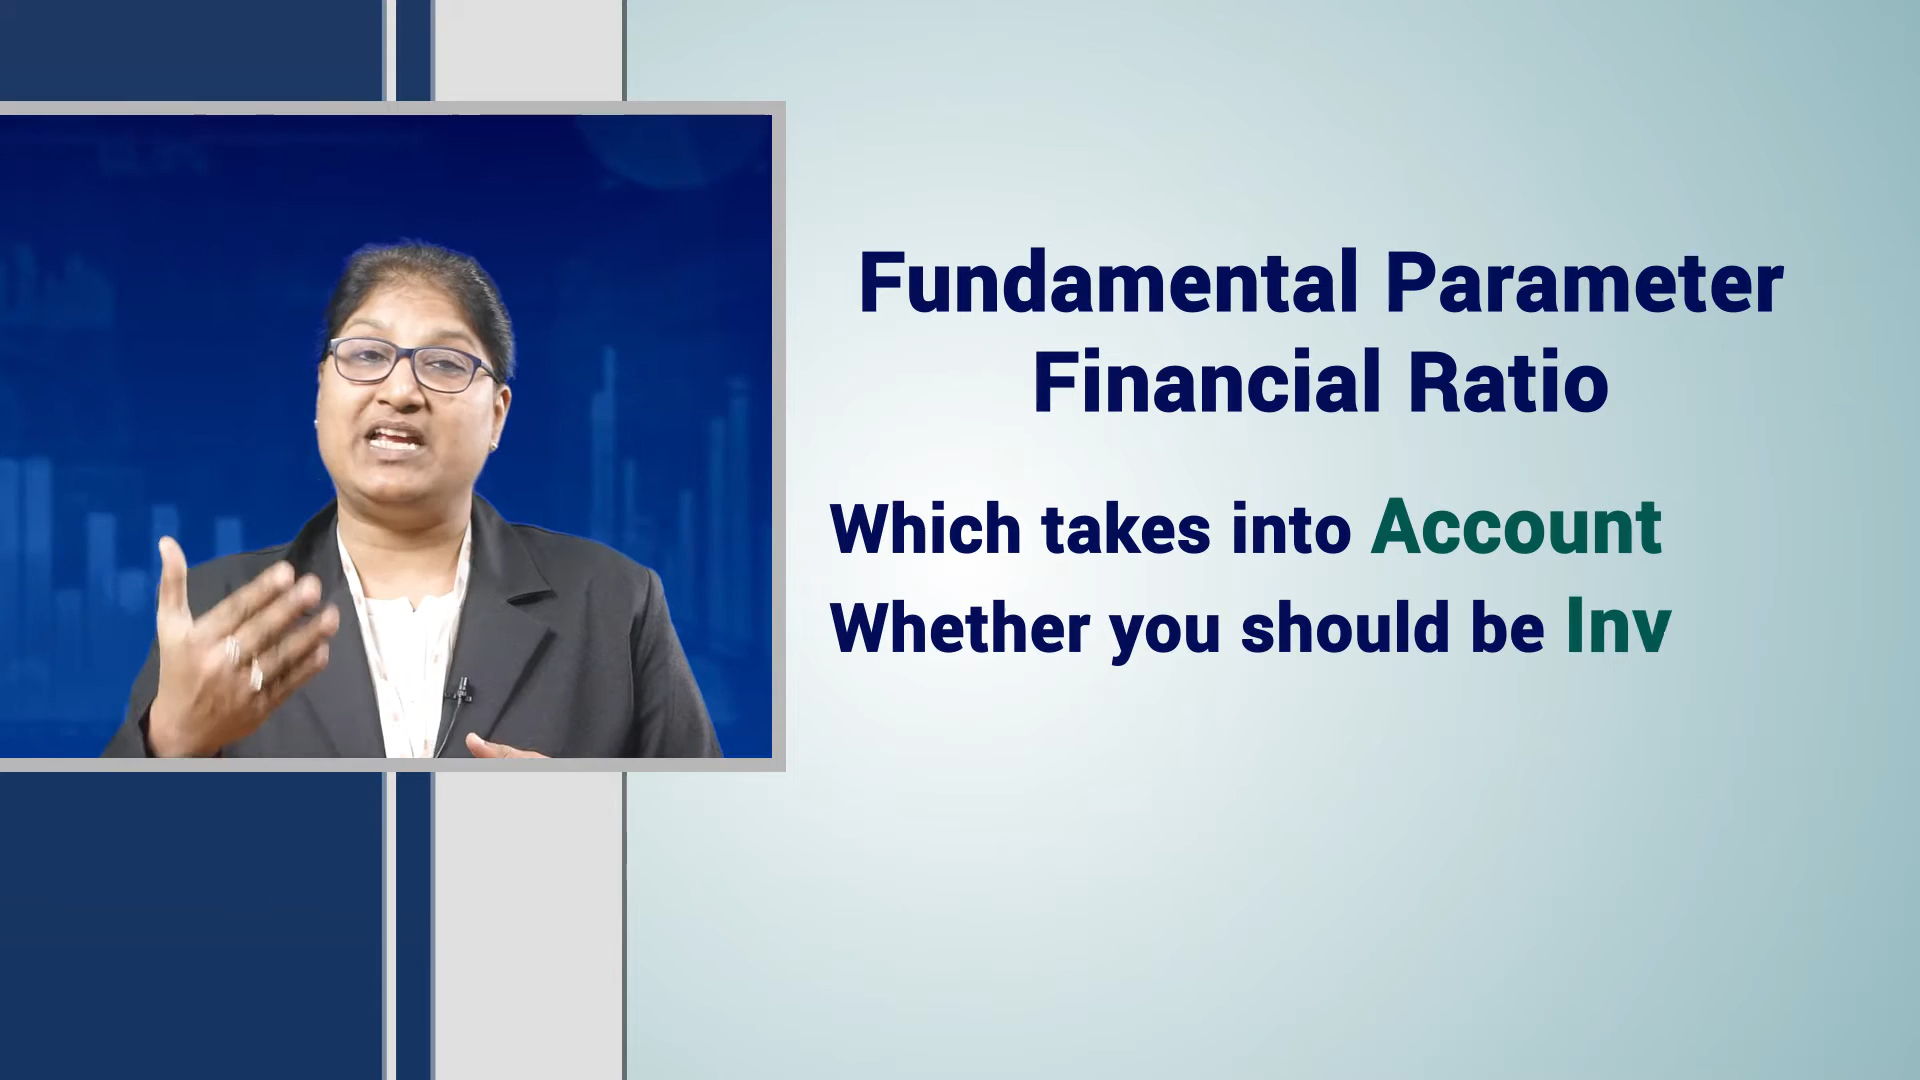 Fundamental Parameter
Financial Ratio
Which takes into Account
Whether you should be Inv